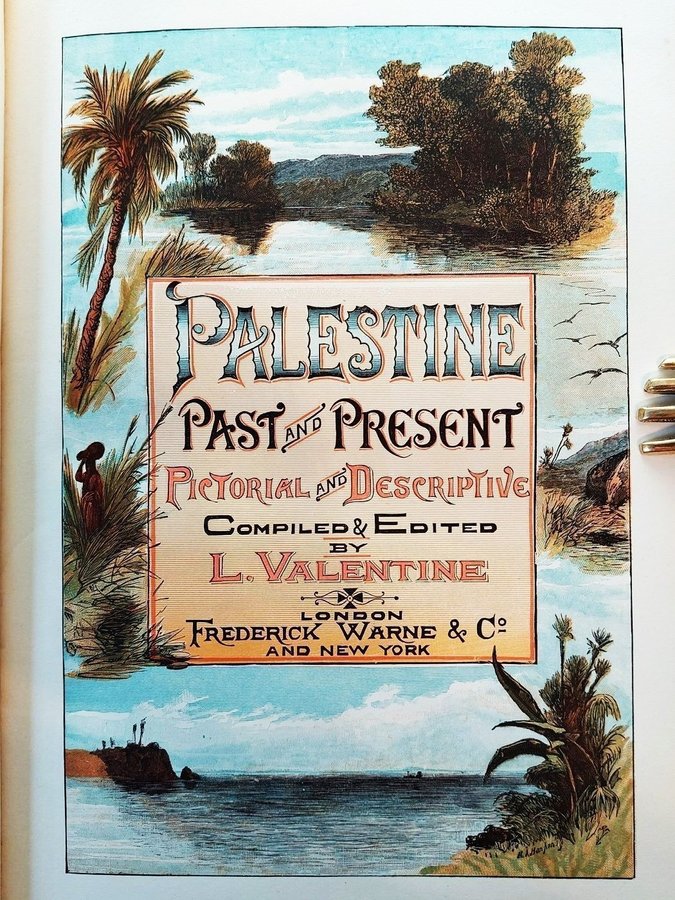 PALESTINE
PAST AND PRESENT
PICTORIAL AND DESCRIPTIVE
COMPILED & EDITED
BY
L. VALENTINE
LONDON
FREDERICK WARNE & Co
AND NEW YORK